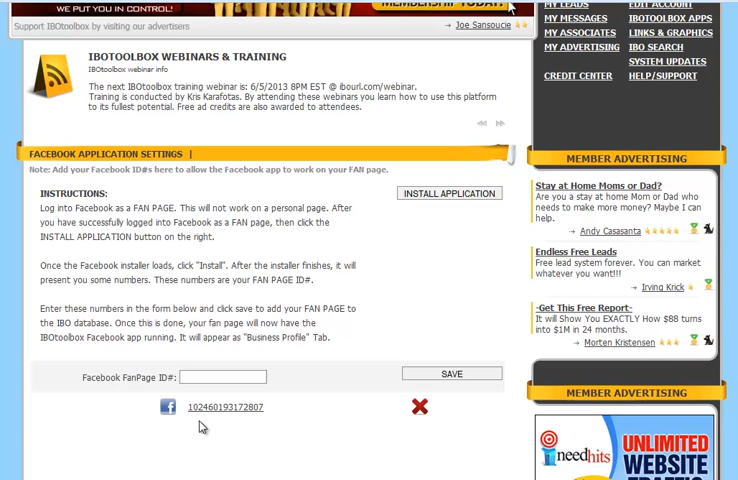 WE PUT YOU IN CONTROL!
MEMBERSHIP TODAY!
Support IBOtoolbox by visiting our advertisers
Joe Sansoucie
MY LEADS
EDIT ACCOUNT
MY MESSAGES
IBOTOOLBOX APPS
MY ASSOCIATES
LINKS & GRAPHICS
MY ADVERTISING
IBO SEARCH
SYSTEM UPDATES
CREDIT CENTER
HELP/SUPPORT
IBOTOOLBOX WEBINARS & TRAINING
IBOtoolbox webinar info
The next IBOtoolbox training webinar is: 6/5/2013 8PM EST @ ibourl.com/webinar.
Training is conducted by Kris Karafotas. By attending these webinars you learn how to use this platform
to its fullest potential. Free ad credits are also awarded to attendees.
FACEBOOK APPLICATION SETTINGS |
Note: Add your Facebook ID#s here to allow the Facebook app to work on your FAN page.
INSTRUCTIONS:
INSTALL APPLICATION
Log into Facebook as a FAN PAGE. This will not work on a personal page. After
you have successfully logged into Facebook as a FAN page, then click the
INSTALL APPLICATION button on the right.
Once the Facebook installer loads, click "Install". After the installer finishes, it will
present you some numbers. These numbers are your FAN PAGE ID#.
Enter these numbers in the form below and click save to add your FAN PAGE to
the IBO database. Once this is done, your fan page will now have the
IBOtoolbox Facebook app running. It will appear as "Business Profile" Tab.
Facebook FanPage ID#:
SAVE
102460193172807
MEMBER ADVERTISING
Stay at Home Moms or Dad?
Are you a stay at home Mom or Dad who
needs to make more money? Maybe I can
help.
Andy Casasanta
Endless Free Leads
Free lead system forever. You can market
whatever you want!!!
Irving Krick
-Get This Free Report-
It will Show You EXACTLY How $88 turns
into $1M in 24 months.
Morten Kristensen
MEMBER ADVERTISING
ineedhits
UNLIMITED
WEBSITE
TRAFFIC